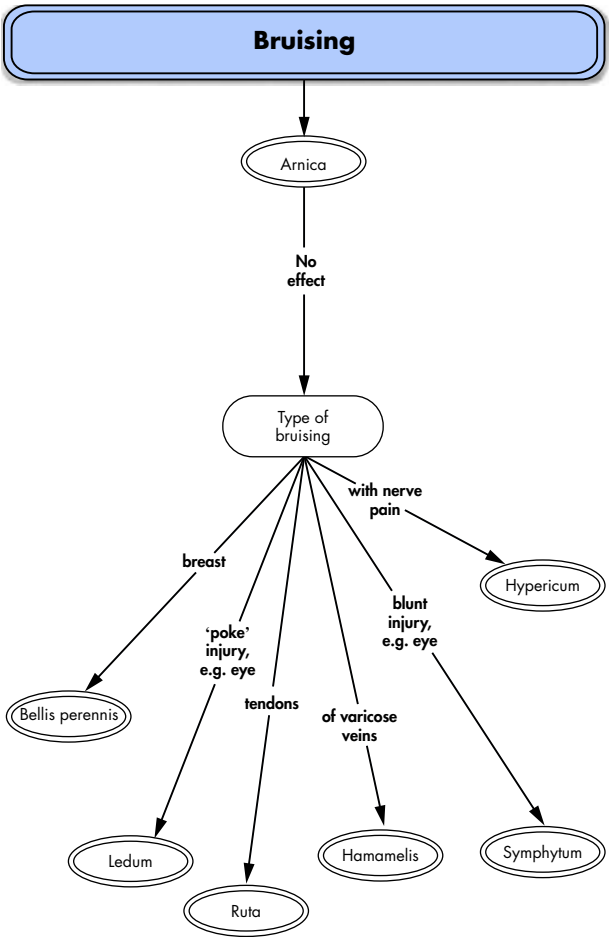 Bruising
Arnica
No
effect
Type of
bruising
with nerve
pain
breast
Hypericum
blunt
injury,
e.g. eye
‘poke’
injury,
e.g. eye
tendons
Bellis perennis
of varicose
veins
Ledum
Hamamelis
Symphytum
Ruta